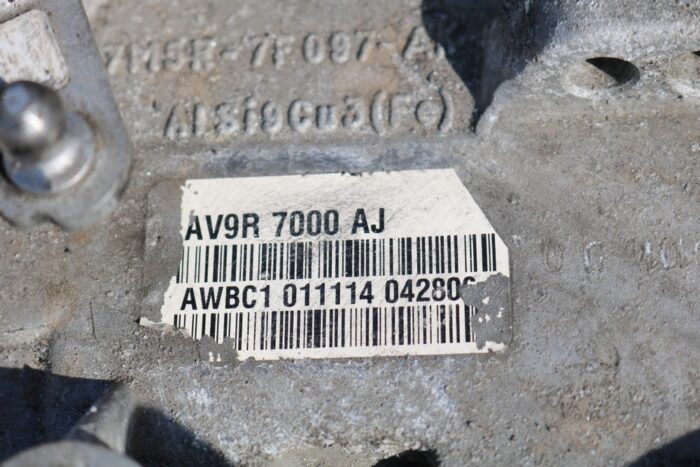 7M5R-7F097-A
AlSi9Cu3(Fe)
AV9R 7000 AJ
AWBC1 011114 04280